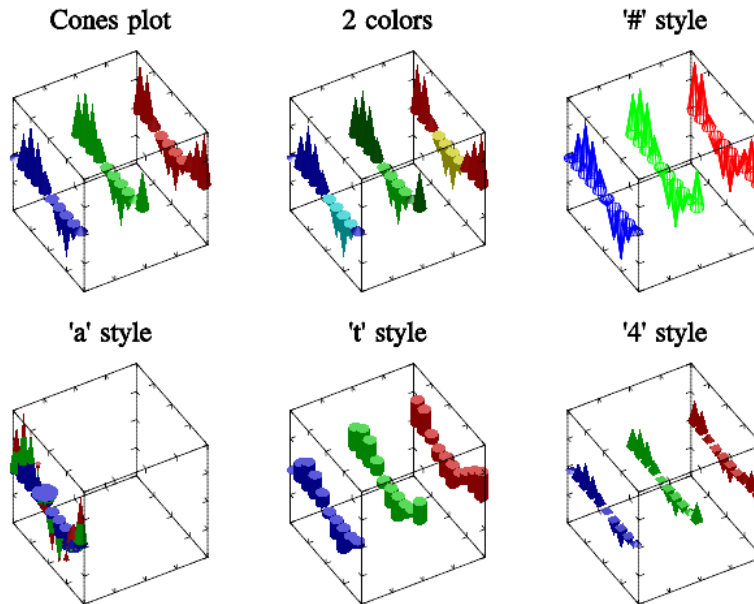 Cones plot
2 colors
'#' style
'a' style
't' style
'4' style